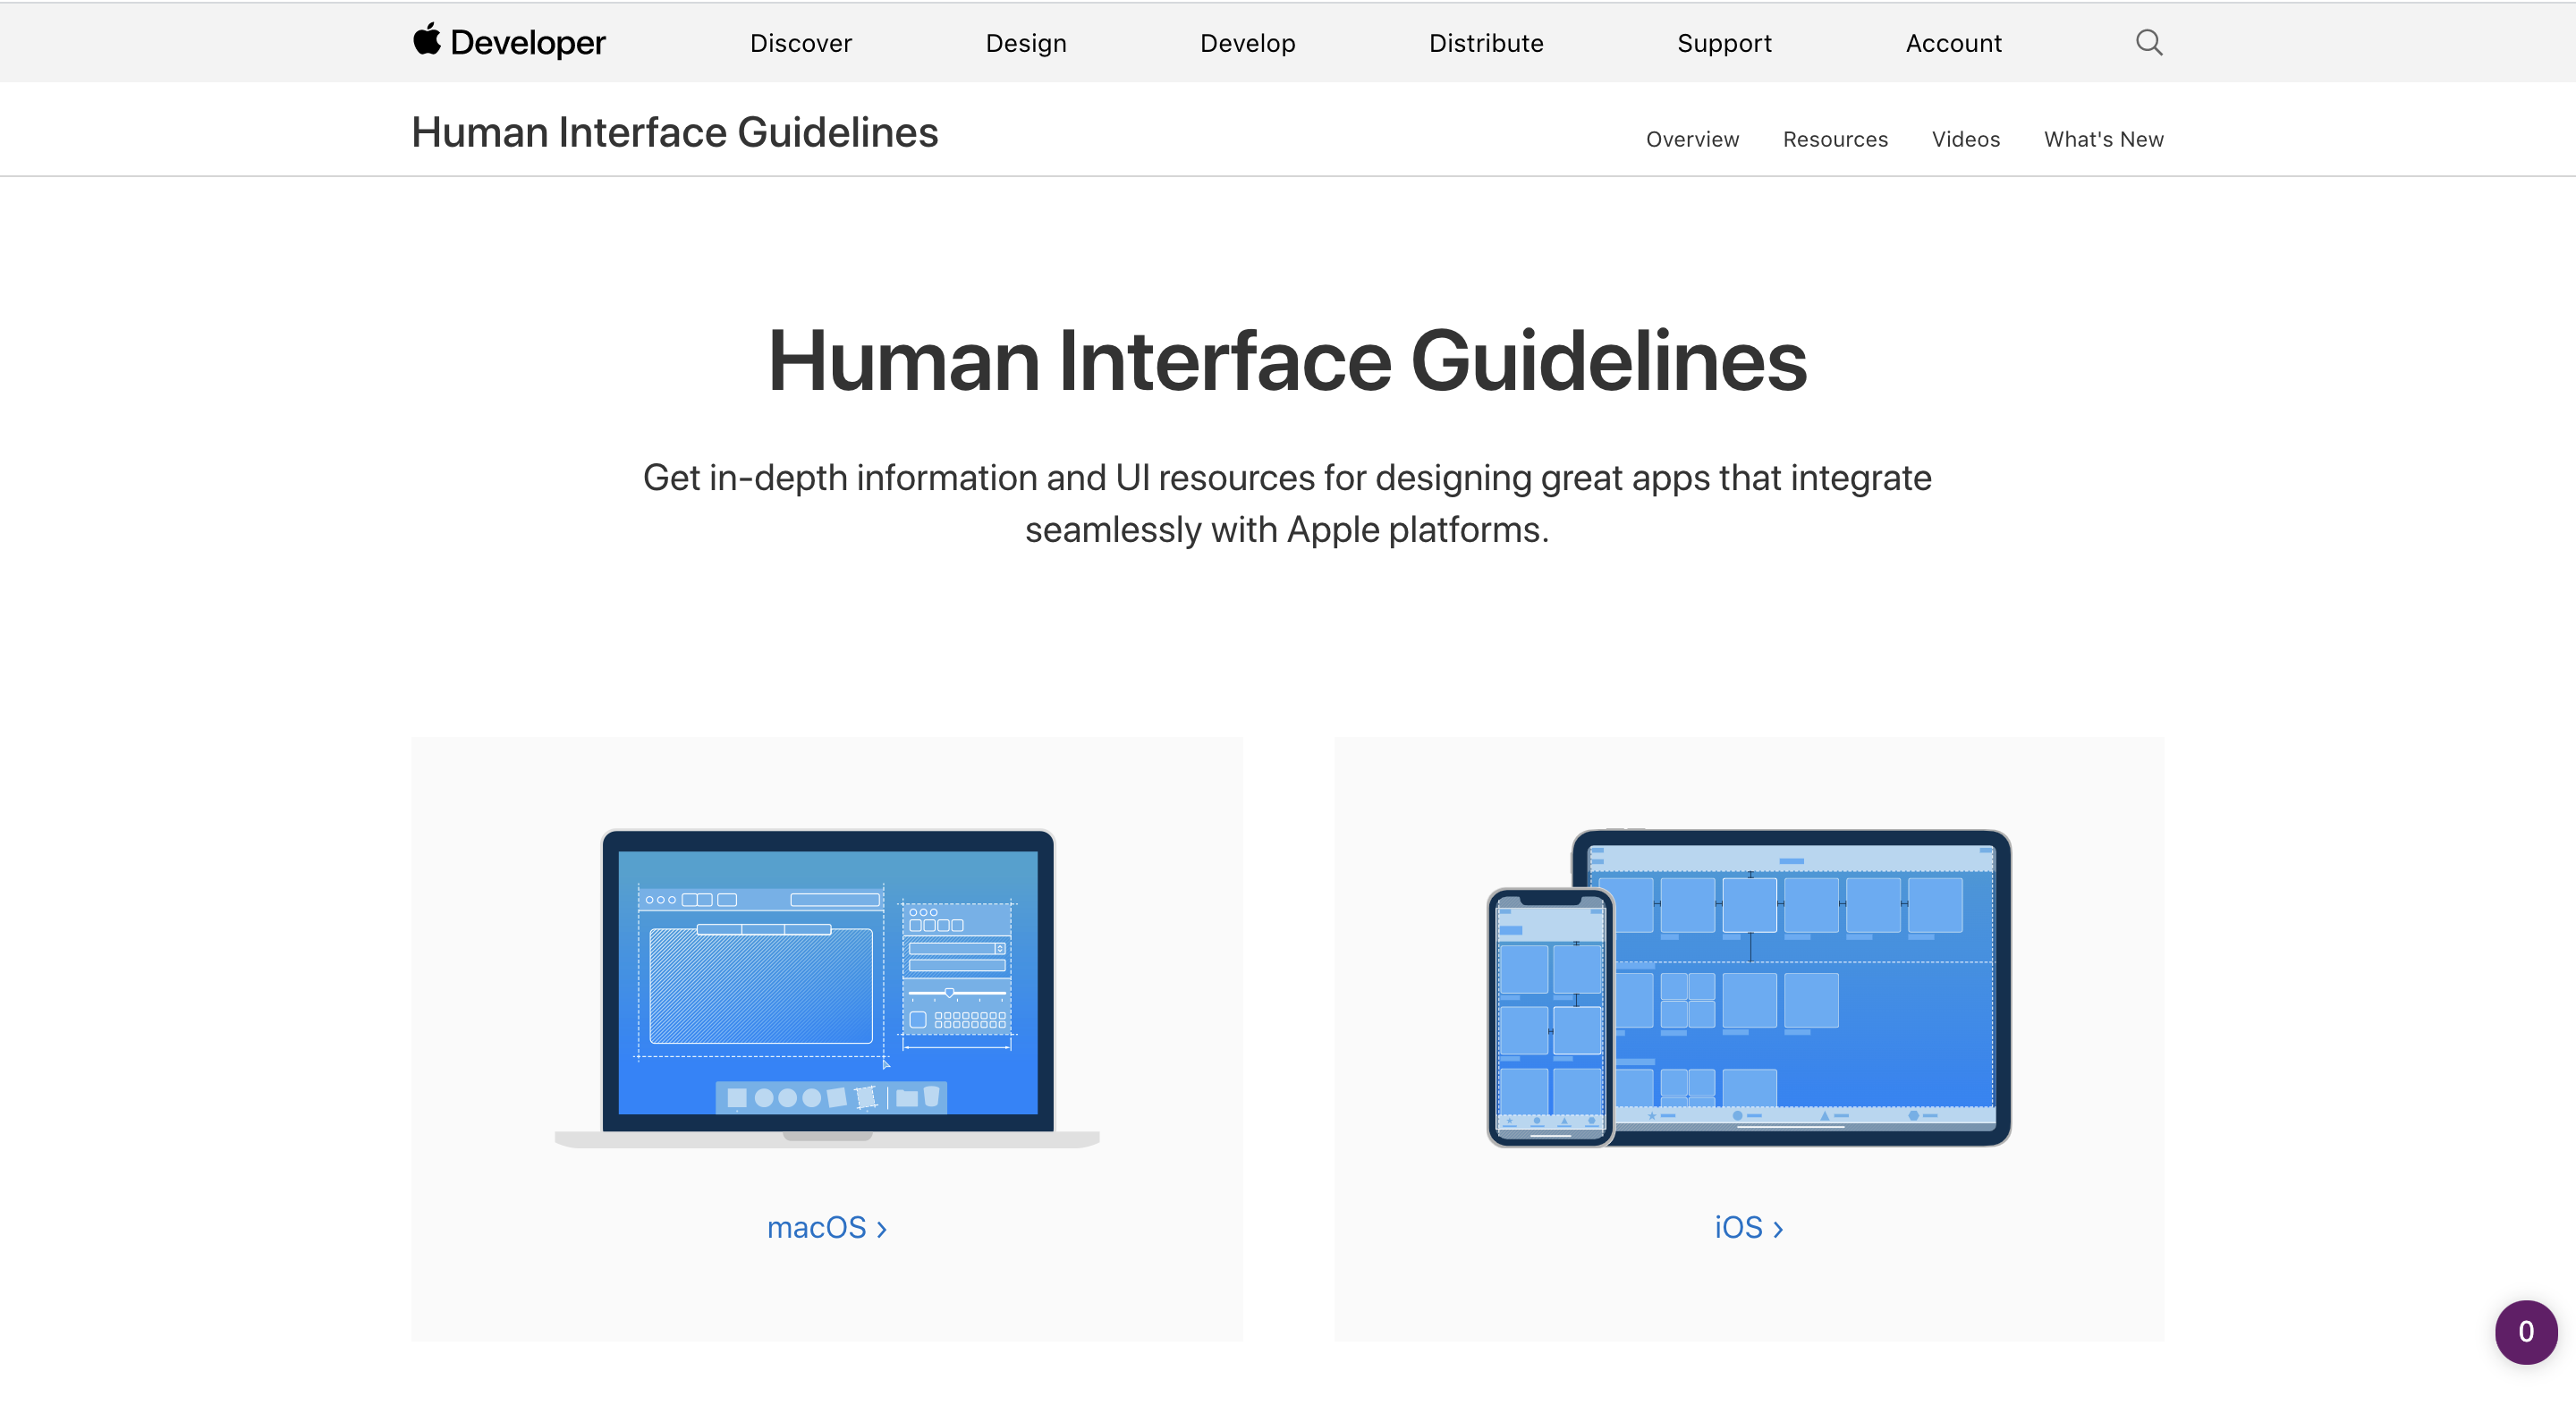 Developer
Discover
Design
Develop
Distribute
Support
Account
Human Interface Guidelines
Overview
Resources
Videos
What's New
Human Interface Guidelines
Get in-depth information and UI resources for designing great apps that integrate
seamlessly with Apple platforms.
macOS ›
iOS ›
0